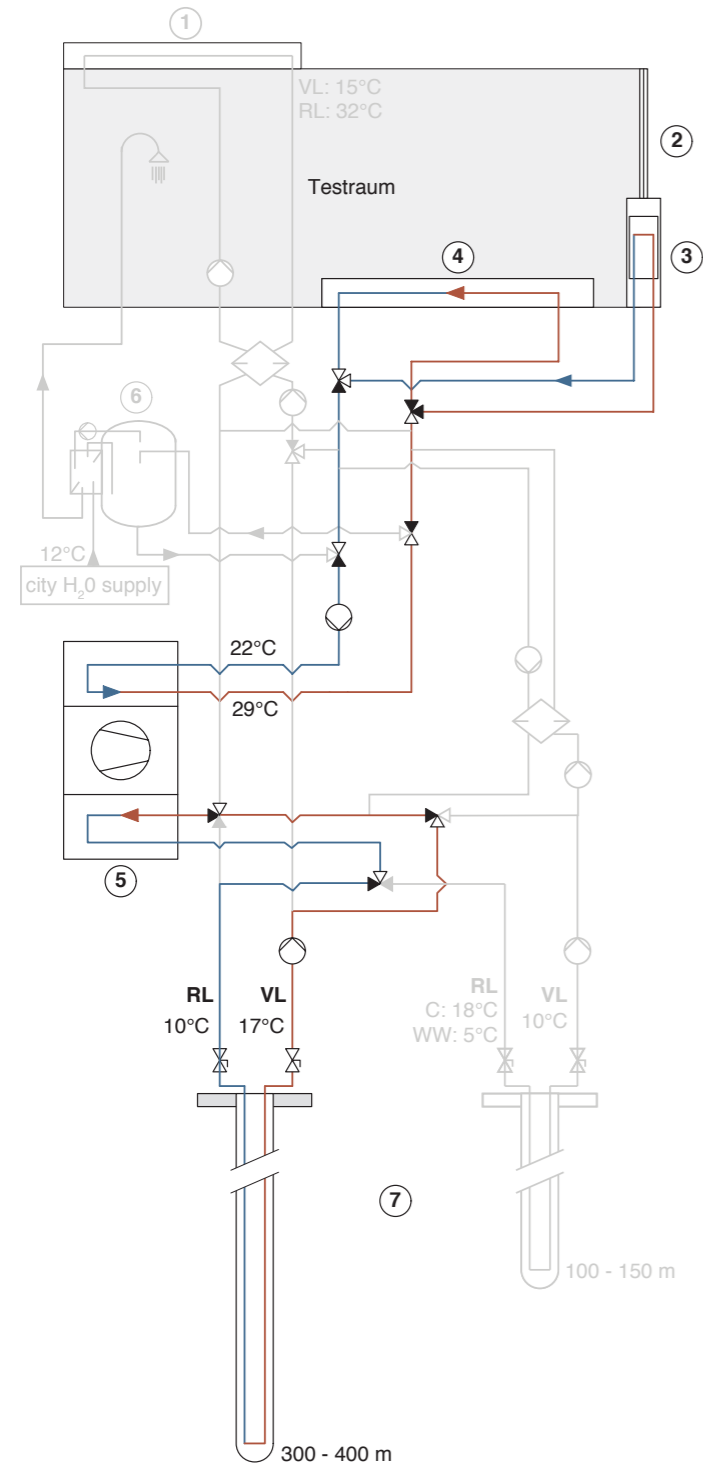 1
VL: 15°C
RL: 32°C
2
Testraum
4
3
6
12°C
city H₂0 supply
22°C
29°C
5
RL
10°C
VL
17°C
RL
C: 18°C
WW: 5°C
VL
10°C
7
100 - 150 m
300 - 400 m